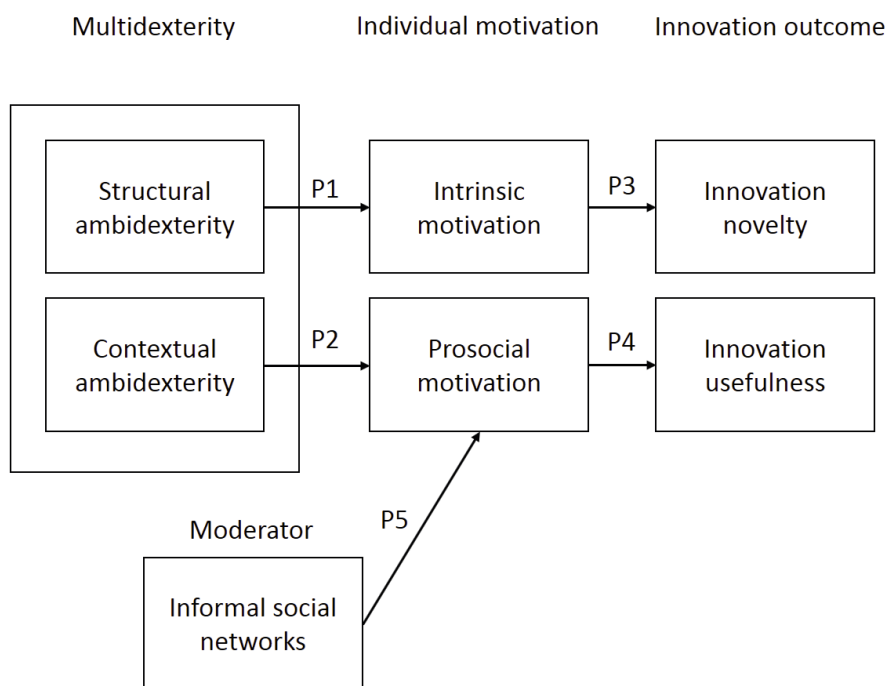 Multidexterity
Individual motivation
Innovation outcome
Structural
ambidexterity
P1
Intrinsic
motivation
P3
Innovation
novelty
Contextual
ambidexterity
P2
Prosocial
motivation
P4
Innovation
usefulness
P5
Moderator
Informal social
networks